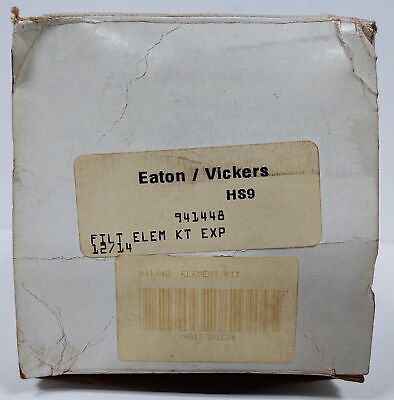 Eaton / Vickers
HS9
941448
FILT ELEM KT EXP
12/14
941448 ELEMENT KIT